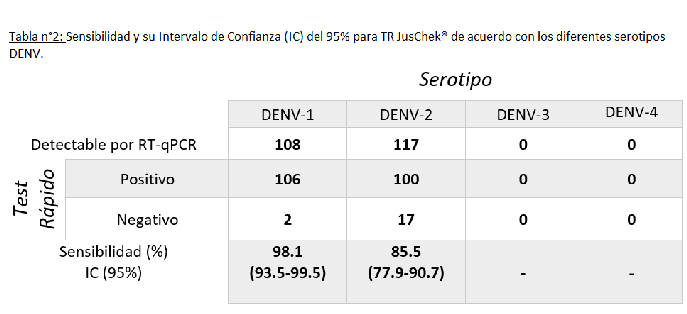 Tabla n°2: Sensibilidad y su Intervalo de Confianza (IC) del 95% para TR JusChek® de acuerdo con los diferentes serotipos
DENV.
Serotipo
DENV-1 DENV-2 DENV-3 DENV-4
Detectable por RT-qPCR 108 117 0 0
Test
Rápido
Positivo 106 100 0 0
Negativo 2 17 0 0
Sensibilidad (%) 98.1 85.5
IC (95%) (93.5-99.5) (77.9-90.7) - -